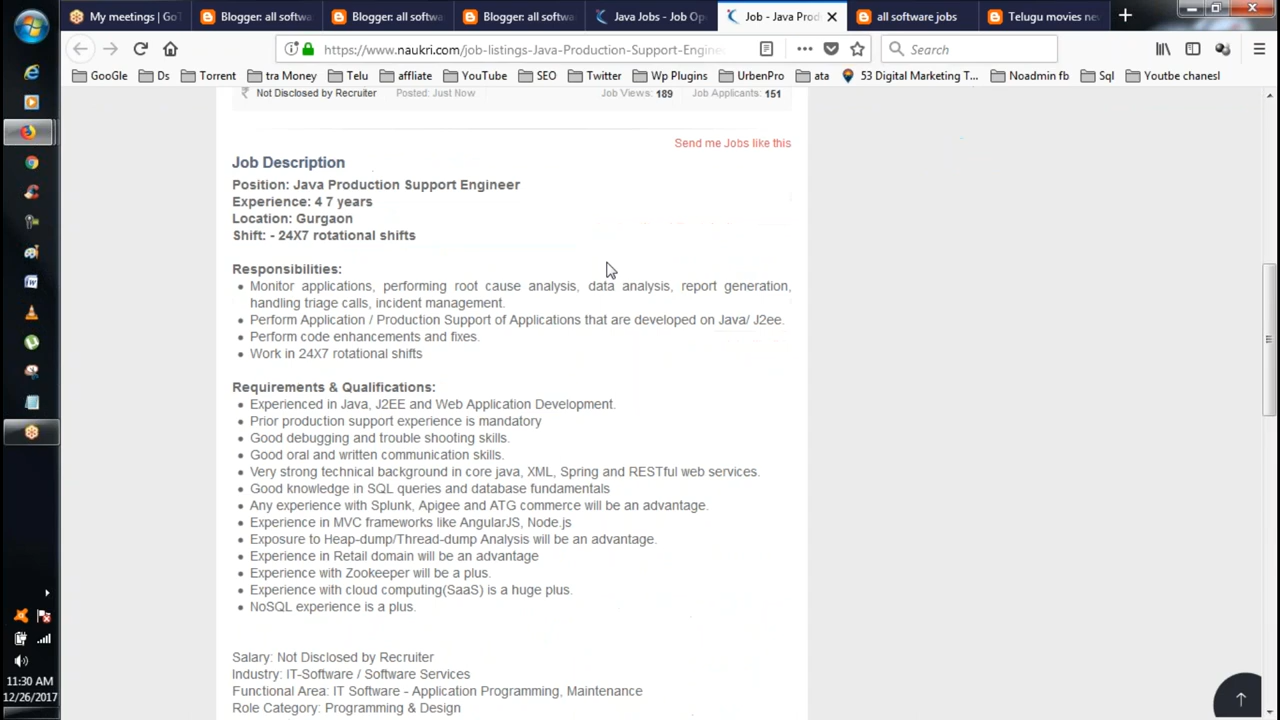 My meetings | GoT
Blogger: all softwa
Blogger: all softwa
Blogger: all softwa
Java Jobs - Job Op
Job - Java Prod
all software jobs
Telugu movies ne
https://www.naukri.com/job-listings-Java-Production-Support-Engine
Search
GooGle
Ds
Torrent
tra Money
Telu
affliate
YouTube
SEO
Twitter
Wp Plugins
UrbenPro
ata
53 Digital Marketing T...
Noadmin fb
Sql
Youtbe chanesl
Not Disclosed by Recruiter Posted: Just Now Job Views: 189 Job Applicants: 151
Send me Jobs like this
Job Description
Position: Java Production Support Engineer
Experience: 4 7 years
Location: Gurgaon
Shift: - 24X7 rotational shifts
Responsibilities:
Monitor applications, performing root cause analysis, data analysis, report generation,
handling triage calls, incident management.
Perform Application / Production Support of Applications that are developed on Java/ J2ee.
Perform code enhancements and fixes.
Work in 24X7 rotational shifts
Requirements & Qualifications:
Experienced in Java, J2EE and Web Application Development.
Prior production support experience is mandatory
Good debugging and trouble shooting skills.
Good oral and written communication skills.
Very strong technical background in core java, XML, Spring and RESTful web services.
Good knowledge in SQL queries and database fundamentals
Any experience with Splunk, Apigee and ATG commerce will be an advantage.
Experience in MVC frameworks like AngularJS, Node.js
Exposure to Heap-dump/Thread-dump Analysis will be an advantage.
Experience in Retail domain will be an advantage
Experience with Zookeeper will be a plus.
Experience with cloud computing(SaaS) is a huge plus.
NoSQL experience is a plus.
Salary: Not Disclosed by Recruiter
Industry: IT-Software / Software Services
Functional Area: IT Software - Application Programming, Maintenance
Role Category: Programming & Design
11:30 AM
12/26/2017